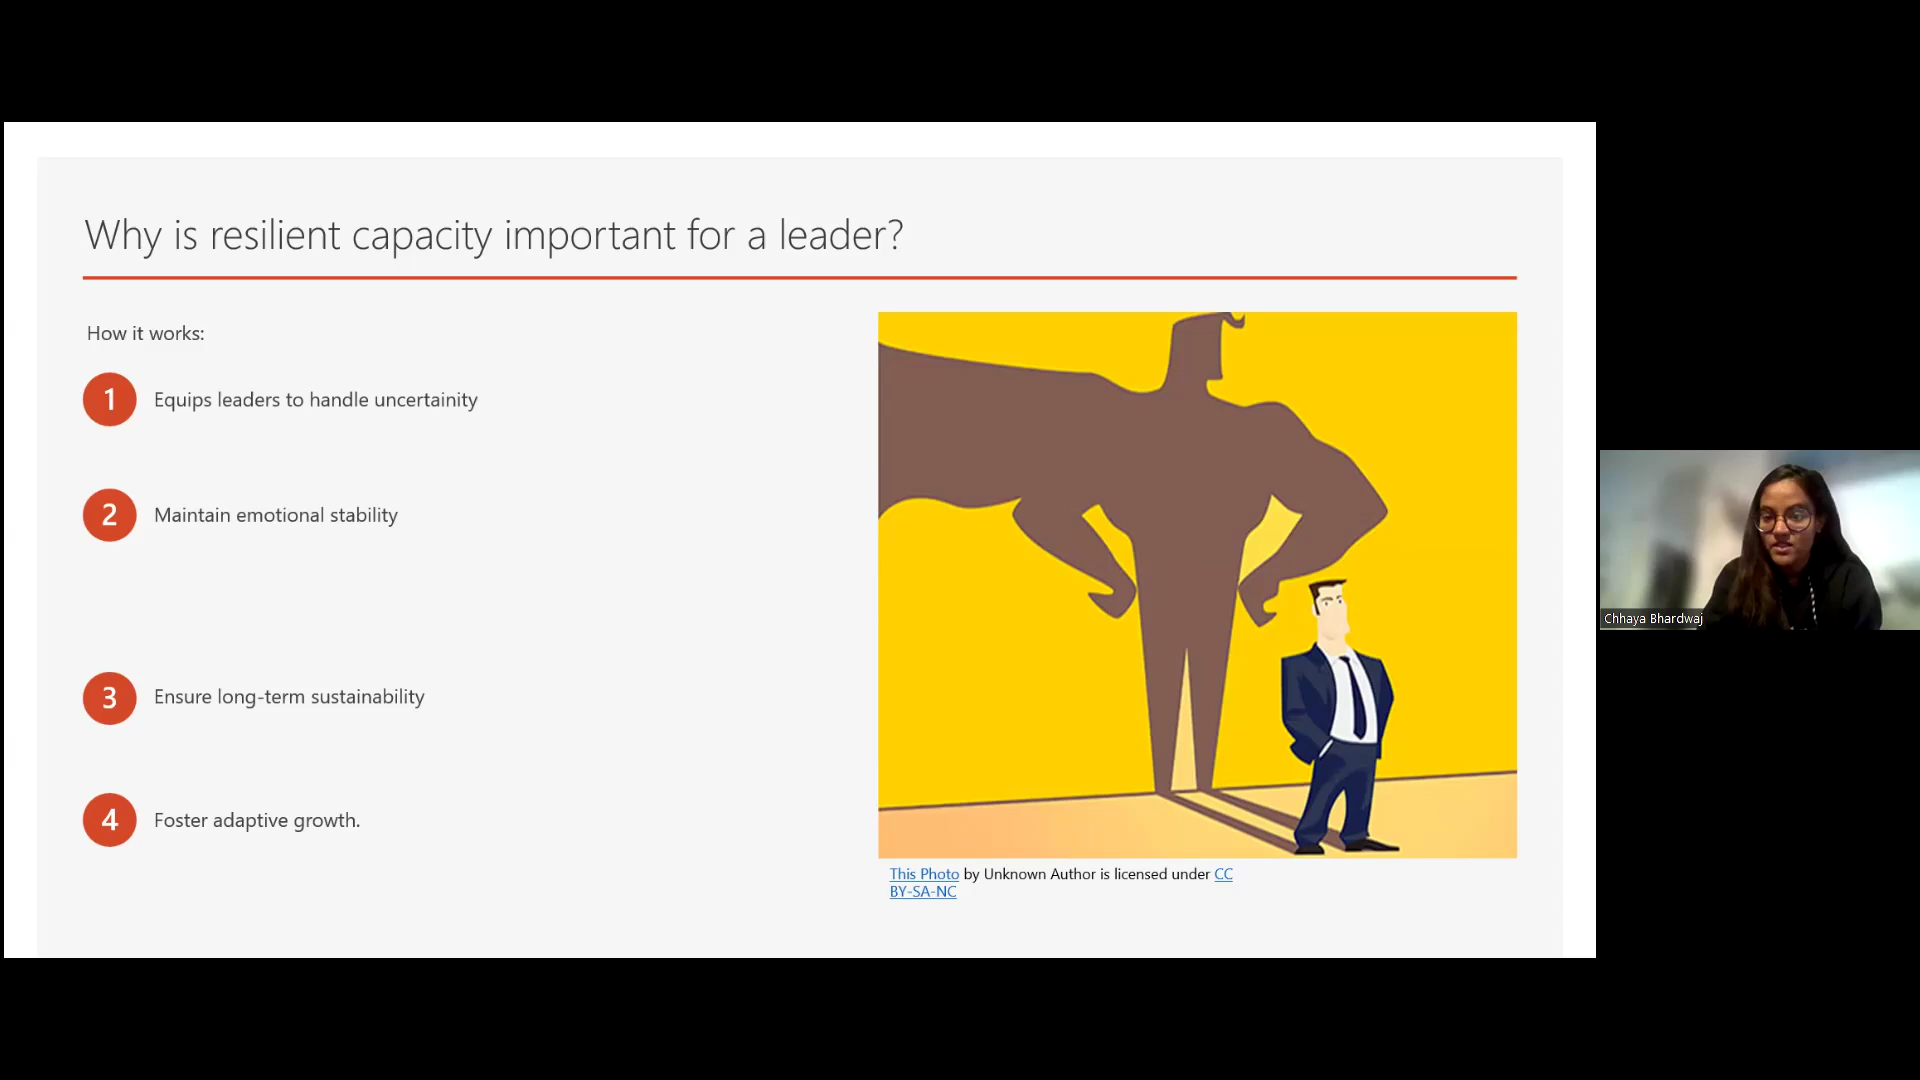 Why is resilient capacity important for a leader?
How it works:
1 Equips leaders to handle uncertainity
2 Maintain emotional stability
3 Ensure long-term sustainability
4 Foster adaptive growth.
This Photo by Unknown Author is licensed under CC
BY-SA-NC
Chhaya Bhardwaj